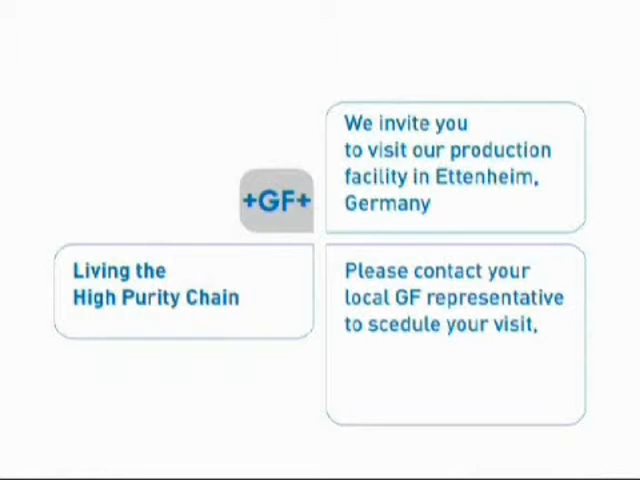 We invite you
to visit our production
facility in Ettenheim,
Germany
+GF+
Living the
High Purity Chain
Please contact your
local GF representative
to scedule your visit,